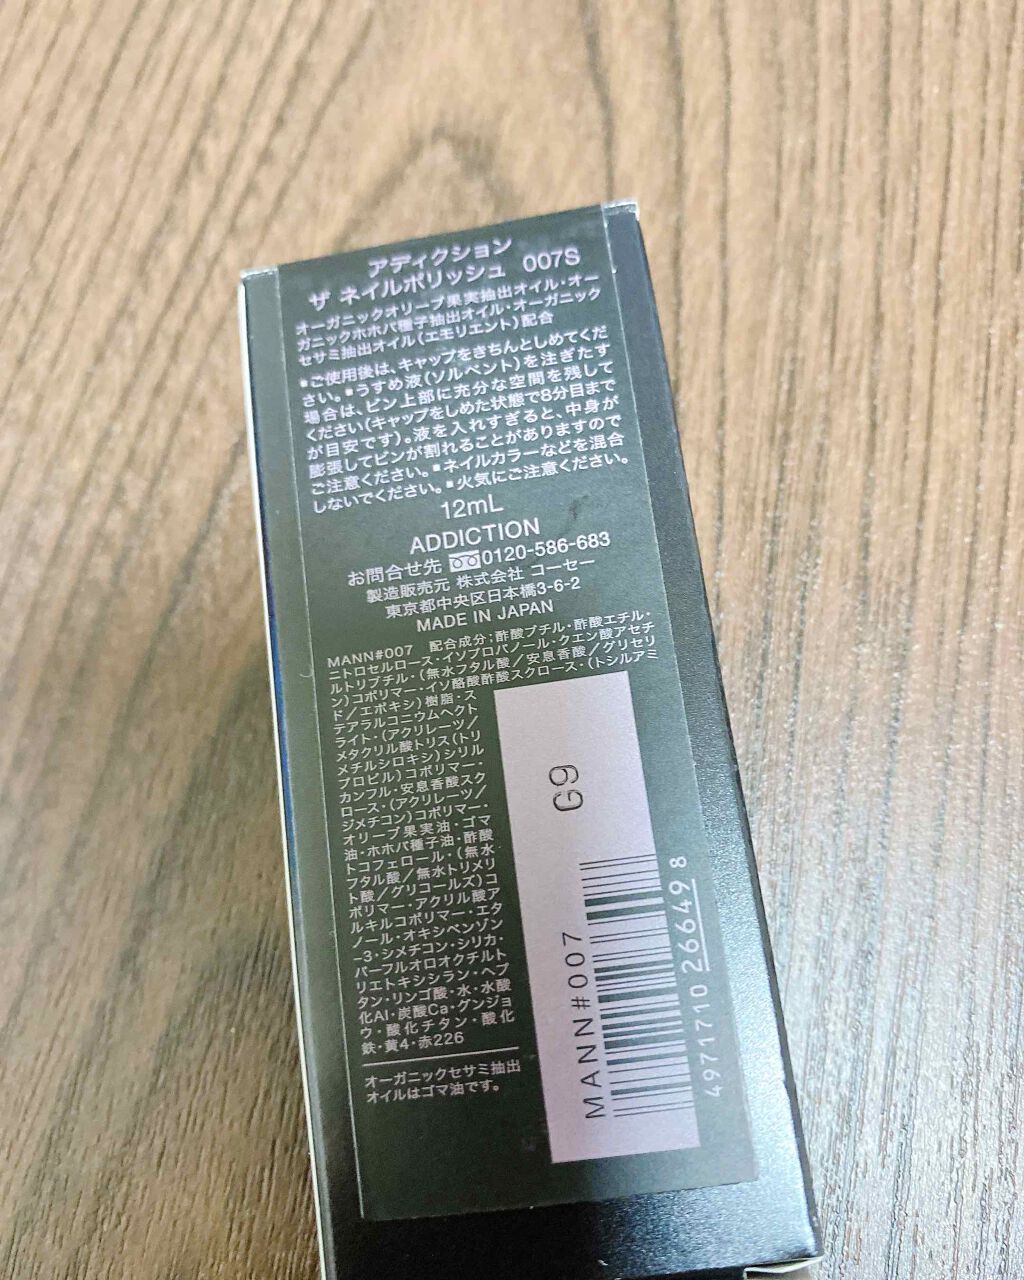 アディクション
ザ ネイルポリッシュ 007S
オーガニックオリーブ果実抽出オイル・オー
ガニックホホバ種子抽出オイル・オーガニック
セサミ抽出オイル(エモリエント)配合
▪ご使用後は、キャップをきちんとしめてくだ
さい。▪うすめ液(ソルベント)を注ぎたす
場合は、ビン上部に充分な空間を残して
ください(キャップをしめた状態で8分目まで
が目安です)。液を入れすぎると、中身が
膨張してビンが割れることがありますので
ご注意ください。▪ネイルカラーなどを混合
しないでください。▪火気にご注意ください。
12mL
ADDICTION
お問合せ先 0120-586-683
製造販売元 株式会社 コーセー
東京都中央区日本橋3-6-2
MADE IN JAPAN
MANN#007 配合成分;酢酸ブチル・酢酸エチル・
ニトロセルロース・イソプロパノール・クエン酸アセチ
ルトリブチル・(無水フタル酸/安息香酸/グリセリ
ン)コポリマー・イソ酪酸酢酸スクロース・(トシルアミ
ド/エポキシ)樹脂・ス
テアラルコニウムヘクト
ライト・(アクリレーツ/
メタクリル酸トリス(トリ
メチルシロキシ)シリル
プロピル)コポリマー・
カンフル・安息香酸スク
ロース・(アクリレーツ/
ジメチコン)コポリマー・
オリーブ果実油・ゴマ
油・ホホバ種子油・酢酸
トコフェロール・(無水
フタル酸/無水トリメリ
ト酸/グリコールズ)コ
ポリマー・アクリル酸ア
ルキルコポリマー・エタ
ノール・オキシベンゾン
-3・シメチコン・シリカ・
パーフルオロオクチルト
リエトキシシラン・ヘプ
タン・リンゴ酸・水・水酸
化Al・炭酸Ca・グンジョ
ウ・酸化チタン・酸化
鉄・黄4・赤226
オーガニックセサミ抽出
オイルはゴマ油です。
G9
MANN#007
4971710266498